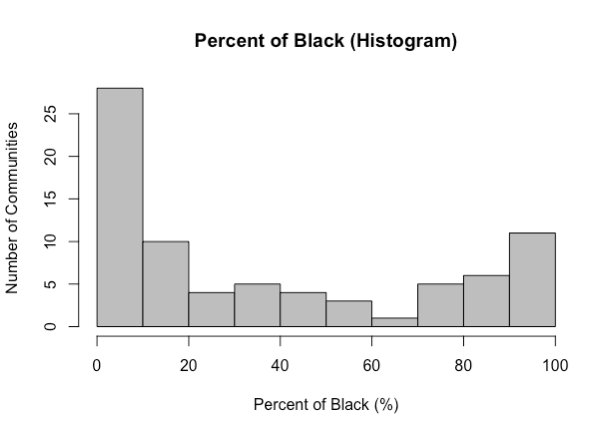 Percent of Black (Histogram)
Number of Communities
25
20
15
10
5
0
0 20 40 60 80 100
Percent of Black (%)